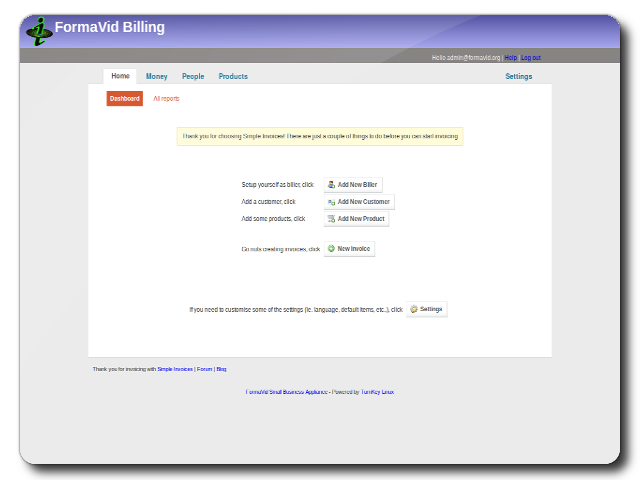 FormaVid Billing
Hello admin@formavid.org | Help | Log out
Home Money People Products Settings
Dashboard All reports
Thank you for choosing Simple Invoices! There are just a couple of things to do before you can start invoicing
Setup yourself as biller, click Add New Biller
Add a customer, click Add New Customer
Add some products, click Add New Product
Go nuts creating invoices, click New Invoice
If you need to customise some of the settings (ie. language, default items, etc..), click Settings
Thank you for invoicing with Simple Invoices | Forum | Blog
FormaVid Small Business Appliance - Powered by TurnKey Linux